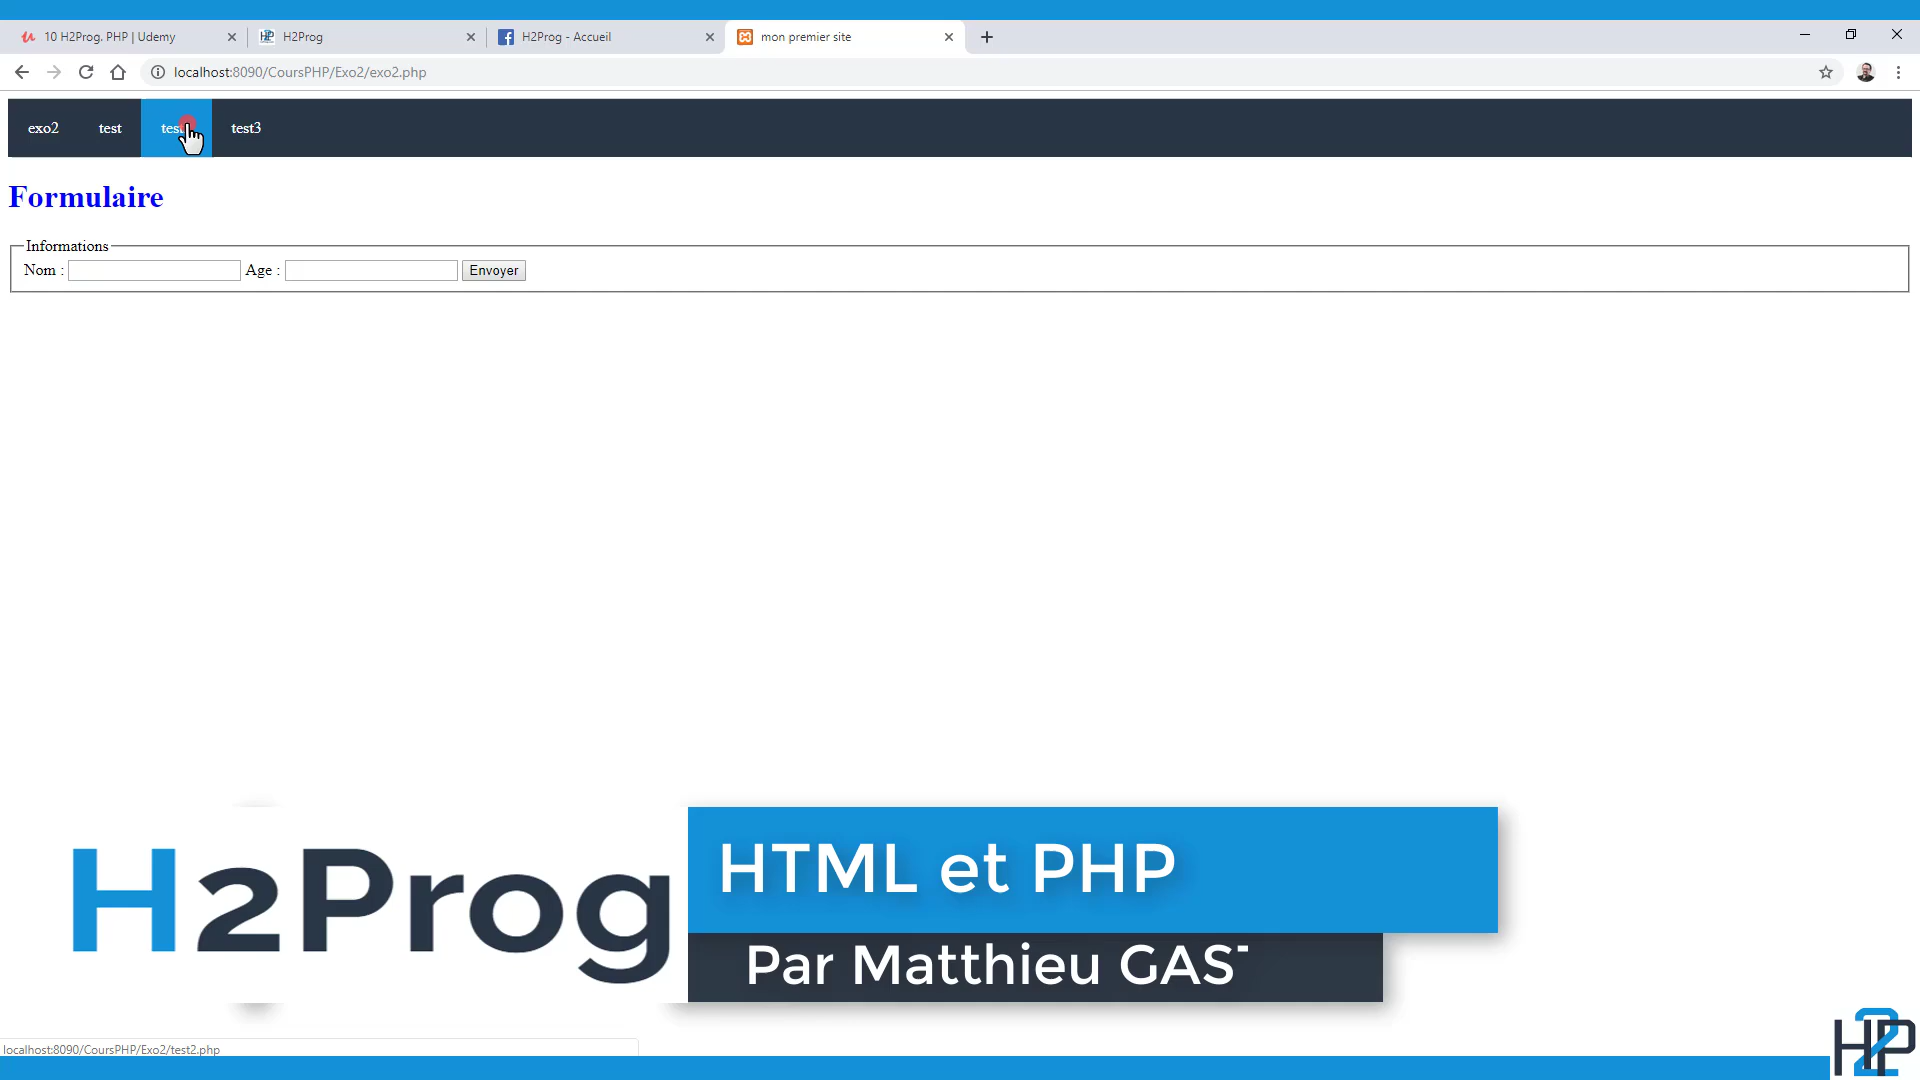 10 H2Prog. PHP | Udemy
H2Prog
H2Prog - Accueil
mon premier site
localhost:8090/CoursPHP/Exo2/exo2.php
exo2
test
test3
Formulaire
Informations
Nom :
Age :
Envoyer
H2Prog
HTML et PHP
Par Matthieu GAS
localhost:8090/CoursPHP/Exo2/test2.php
H2P